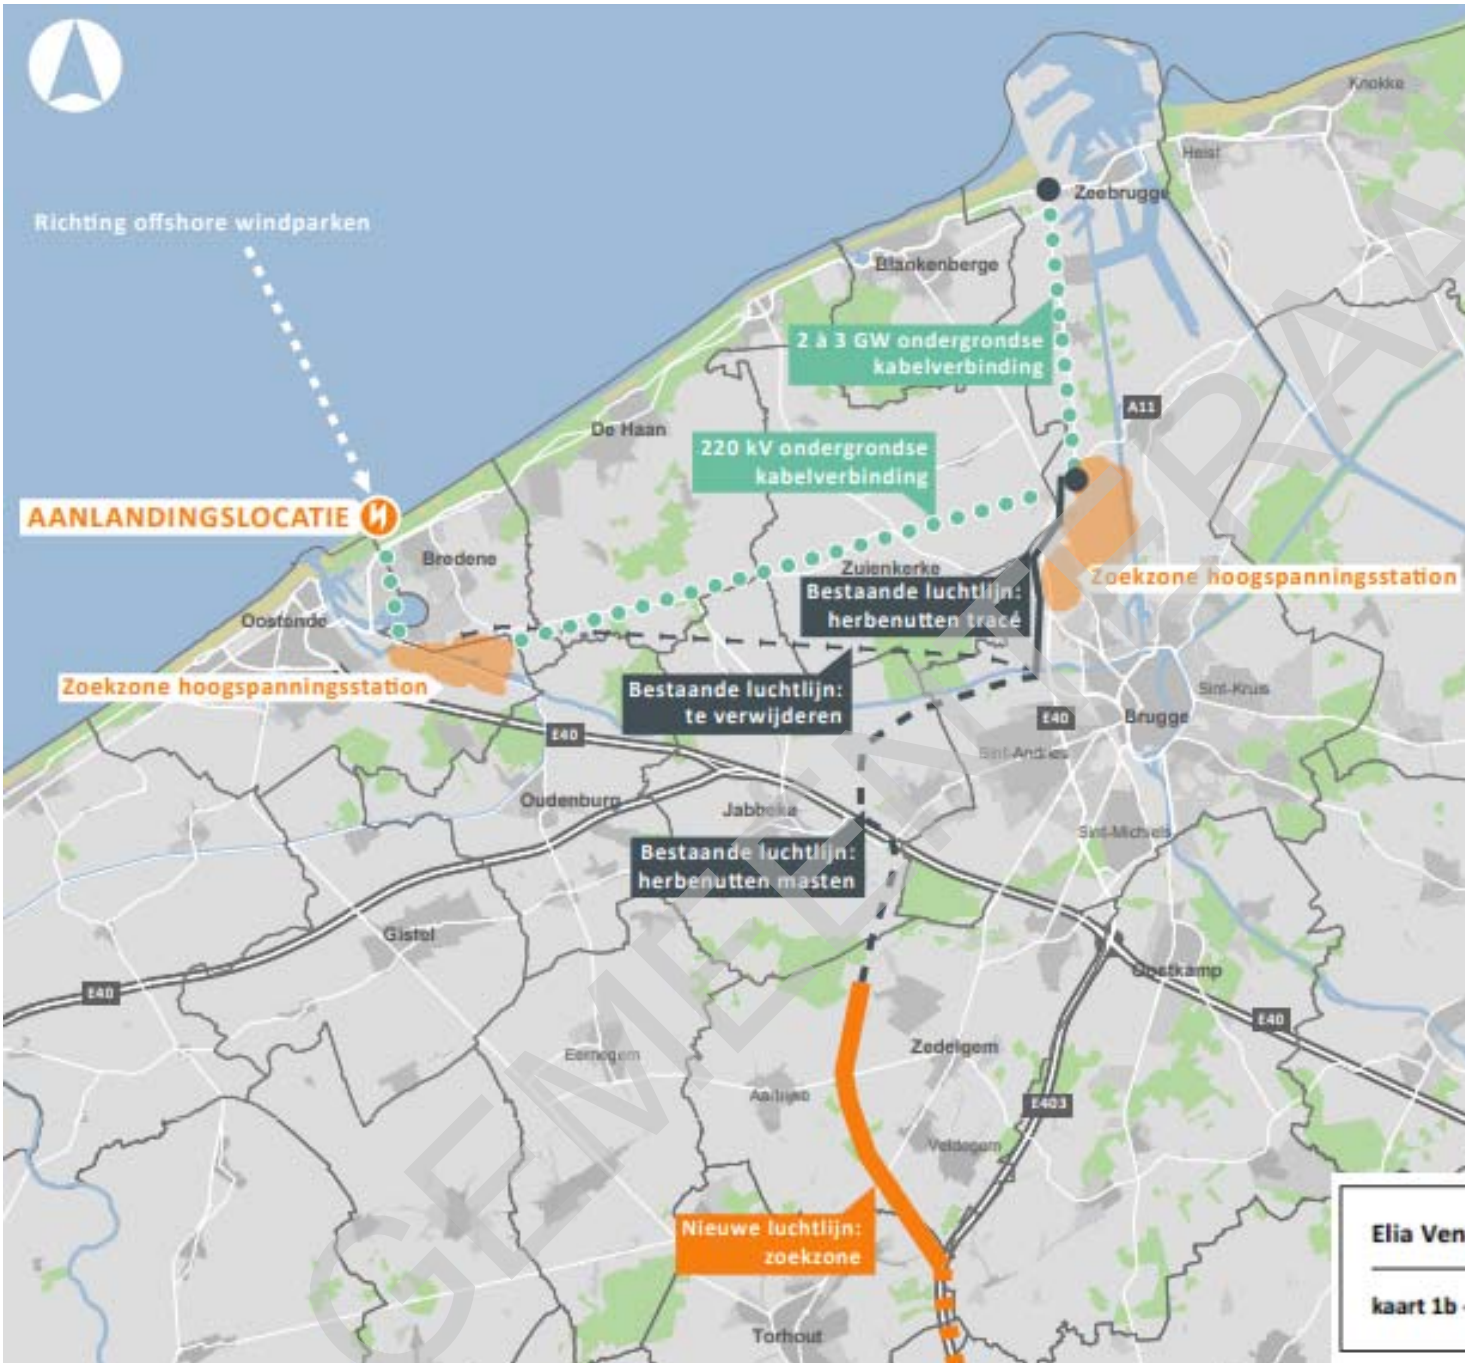 Knokke
Heist
Zeebrugge
Richting offshore windparken
Blankenberge
2 à 3 GW ondergrondse
kabelverbinding
A11
De Haan
220 kV ondergrondse
kabelverbinding
AANLANDINGSLOCATIE
Bredene
Zuienkerke
Zoekzone hoogspanningsstation
Bestaande luchtlijn:
herbenutten tracé
Oostende
Zoekzone hoogspanningsstation
Bestaande luchtlijn:
te verwijderen
Sint-Kruis
E40
Brugge
E40
Sint-Andries
Oudenburg
Jabbeke
Sint-Michiels
Bestaande luchtlijn:
herbenutten masten
Gistel
Oostkamp
E40
E40
Zedelgem
Eernegem
Aartrijke
E403
Veldegem
Nieuwe luchtlijn:
zoekzone
Elia Ven
kaart 1b -
Torhout